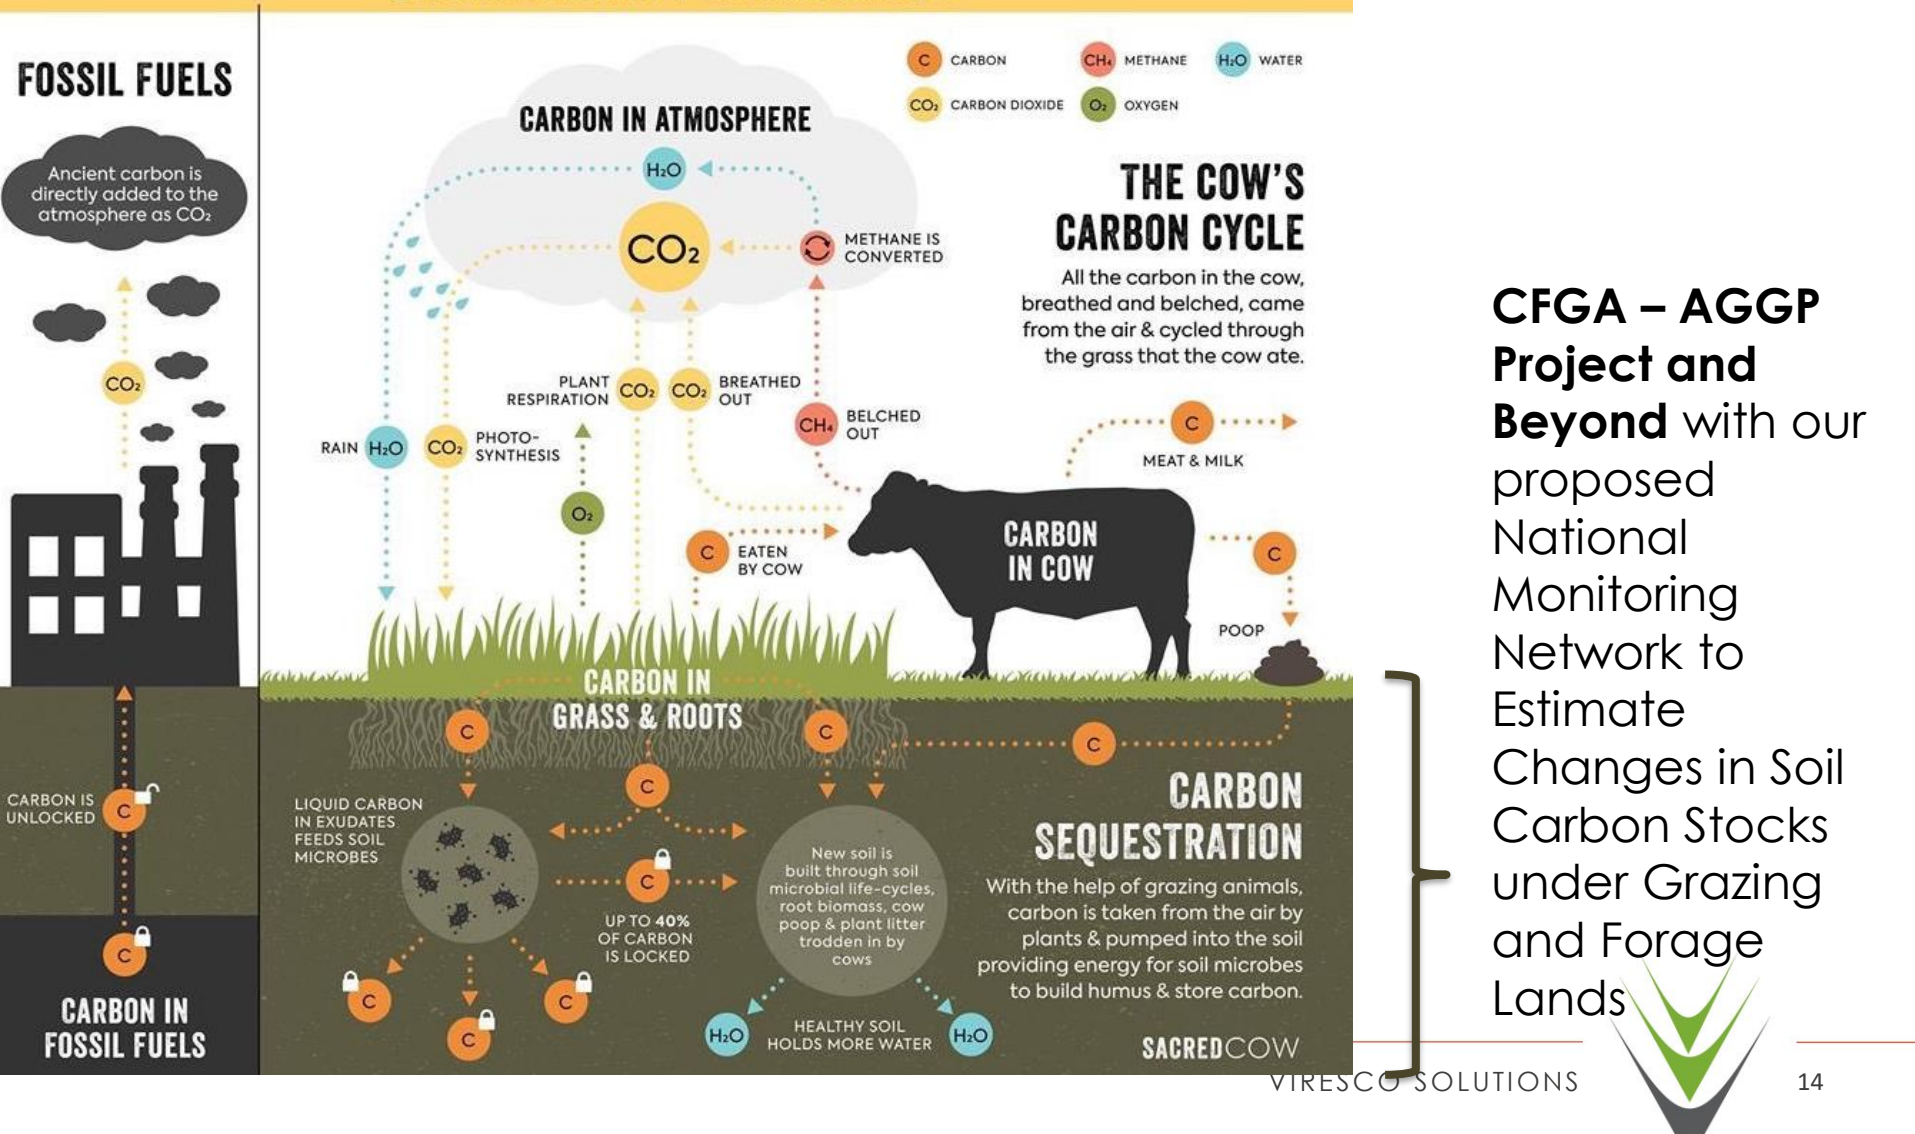 FOSSIL FUELS
Ancient carbon is
directly added to the
atmosphere as CO₂
CO₂
CARBON IS
UNLOCKED
C
C
CARBON IN
FOSSIL FUELS
C CARBON
CH₄ METHANE
H₂O WATER
CO₂ CARBON DIOXIDE
O₂ OXYGEN
CARBON IN ATMOSPHERE
H₂O
CO₂
METHANE IS
CONVERTED
THE COW'S
CARBON CYCLE
All the carbon in the cow,
breathed and belched, came
from the air & cycled through
the grass that the cow ate.
PLANT
RESPIRATION
CO₂
CO₂
BREATHED
OUT
CH₄
BELCHED
OUT
C
MEAT & MILK
RAIN
H₂O
CO₂
PHOTO-
SYNTHESIS
O₂
C
EATEN
BY COW
CARBON
IN COW
C
POOP
CARBON IN
GRASS & ROOTS
C
C
C
C
LIQUID CARBON
IN EXUDATES
FEEDS SOIL
MICROBES
C
UP TO 40%
OF CARBON
IS LOCKED
New soil is
built through soil
microbial life-cycles,
root biomass, cow
poop & plant litter
trodden in by
cows
CARBON
SEQUESTRATION
With the help of grazing animals,
carbon is taken from the air by
plants & pumped into the soil
providing energy for soil microbes
to build humus & store carbon.
C
C
C
H₂O
HEALTHY SOIL
HOLDS MORE WATER
H₂O
SACREDCOW
CFGA – AGGP
Project and
Beyond with our
proposed
National
Monitoring
Network to
Estimate
Changes in Soil
Carbon Stocks
under Grazing
and Forage
Lands
VIRESCO SOLUTIONS
14